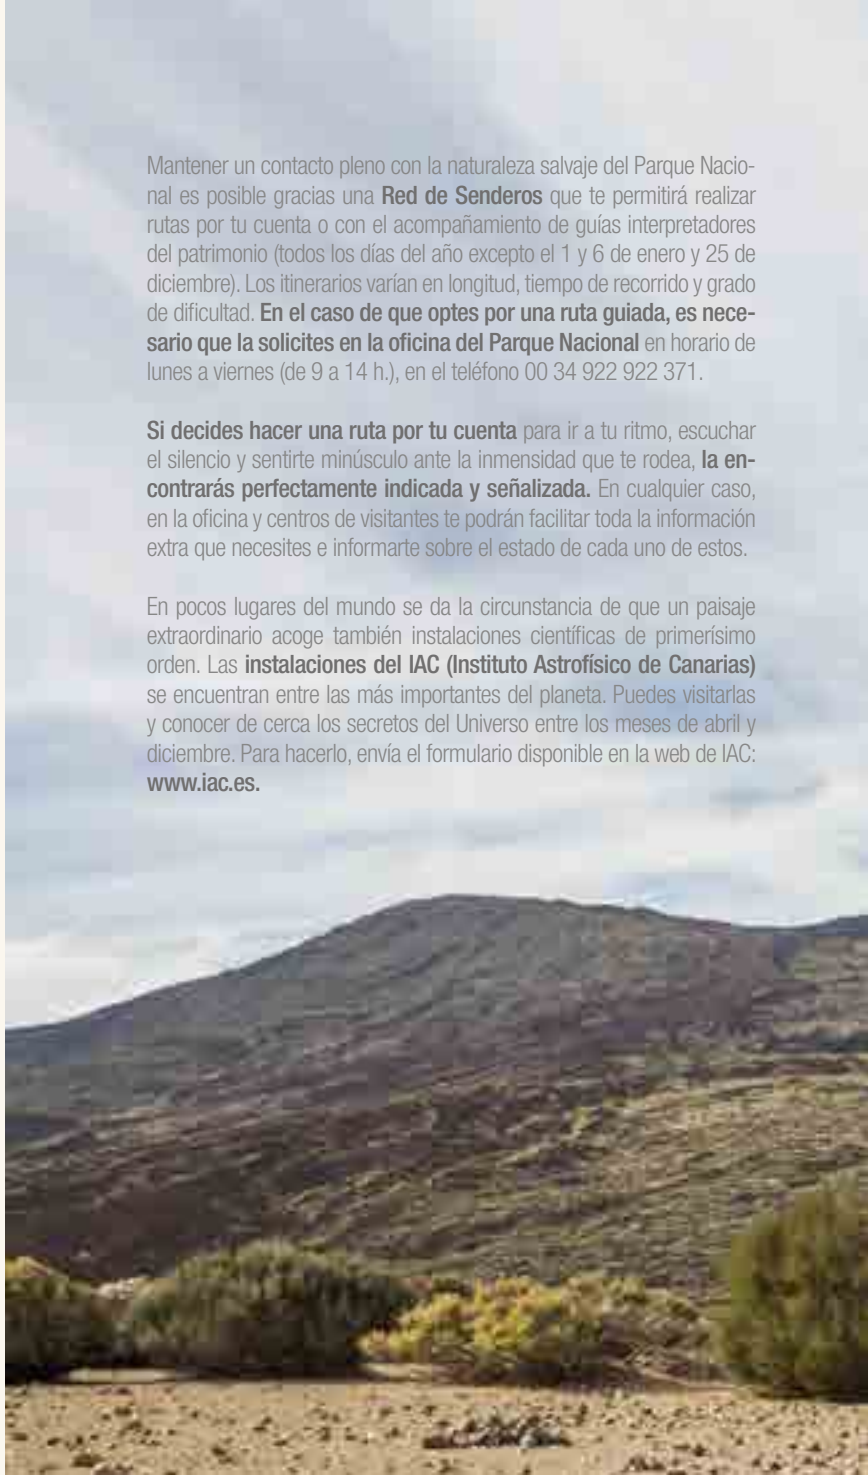 Mantener un contacto pleno con la naturaleza salvaje del Parque Nacio-
nal es posible gracias una Red de Senderos que te permitirá realizar
rutas por tu cuenta o con el acompañamiento de guías interpretadores
del patrimonio (todos los días del año excepto el 1 y 6 de enero y 25 de
diciembre). Los itinerarios varían en longitud, tiempo de recorrido y grado
de dificultad. En el caso de que optes por una ruta guiada, es nece-
sario que la solicites en la oficina del Parque Nacional en horario de
lunes a viernes (de 9 a 14 h.), en el teléfono 00 34 922 922 371.
Si decides hacer una ruta por tu cuenta para ir a tu ritmo, escuchar
el silencio y sentirte minúsculo ante la inmensidad que te rodea, la en-
contrarás perfectamente indicada y señalizada. En cualquier caso,
en la oficina y centros de visitantes te podrán facilitar toda la información
extra que necesites e informarte sobre el estado de cada uno de estos.
En pocos lugares del mundo se da la circunstancia de que un paisaje
extraordinario acoge también instalaciones científicas de primerísimo
orden. Las instalaciones del IAC (Instituto Astrofísico de Canarias)
se encuentran entre las más importantes del planeta. Puedes visitarlas
y conocer de cerca los secretos del Universo entre los meses de abril y
diciembre. Para hacerlo, envía el formulario disponible en la web de IAC:
www.iac.es.